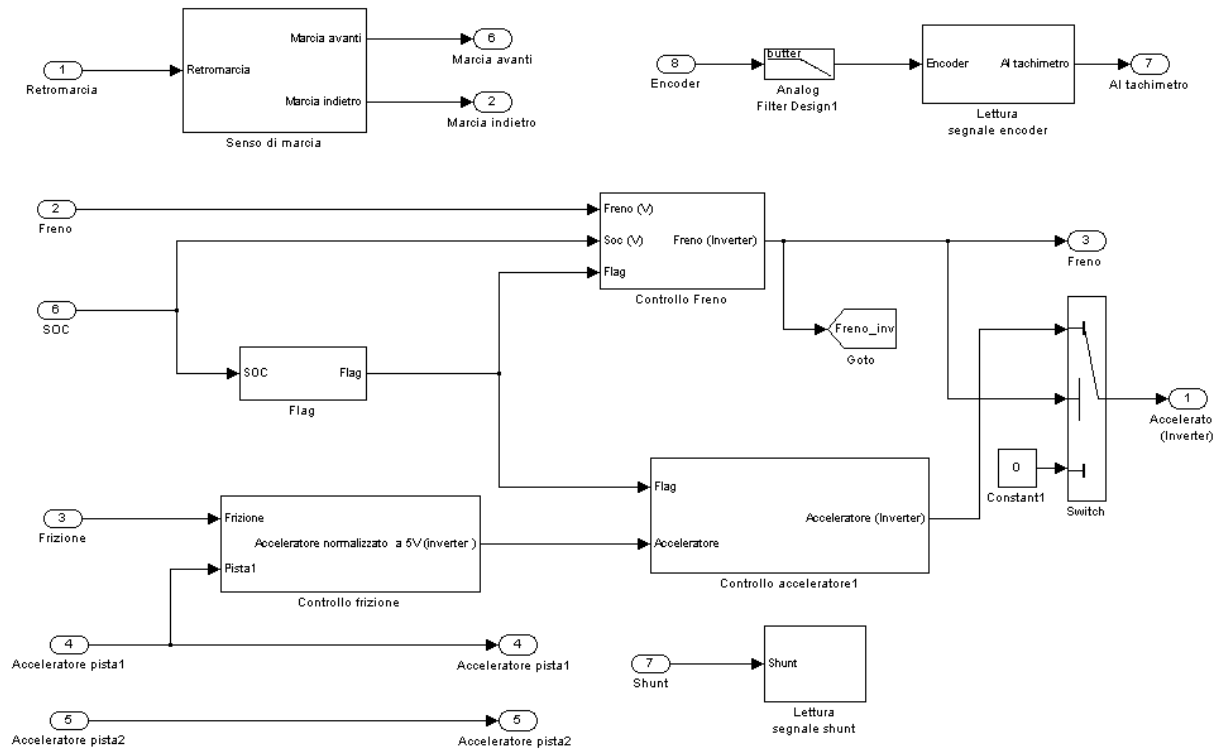 Marcia avanti
6
Marcia avanti
1
Retromarcia
Retromarcia
Marcia indietro
2
Marcia indietro
Senso di marcia
8
Encoder
butter
Analog
Filter Design1
Encoder
Al tachimetro
7
Al tachimetro
Lettura
segnale encoder
2
Freno
Freno (V)
Soc (V)
Flag
Freno (Inverter)
Controllo Freno
3
Freno
6
SOC
Freno_inv
Goto
SOC
Flag
Flag
1
Accelerato
(Inverter)
0
Constant1
Switch
Flag
Acceleratore (Inverter)
Acceleratore
Controllo acceleratore1
3
Frizione
Frizione
Acceleratore normalizzato a 5V(inverter )
Pista1
Controllo frizione
4
Acceleratore pista1
4
Acceleratore pista1
7
Shunt
Shunt
Lettura
segnale shunt
5
Acceleratore pista2
5
Acceleratore pista2